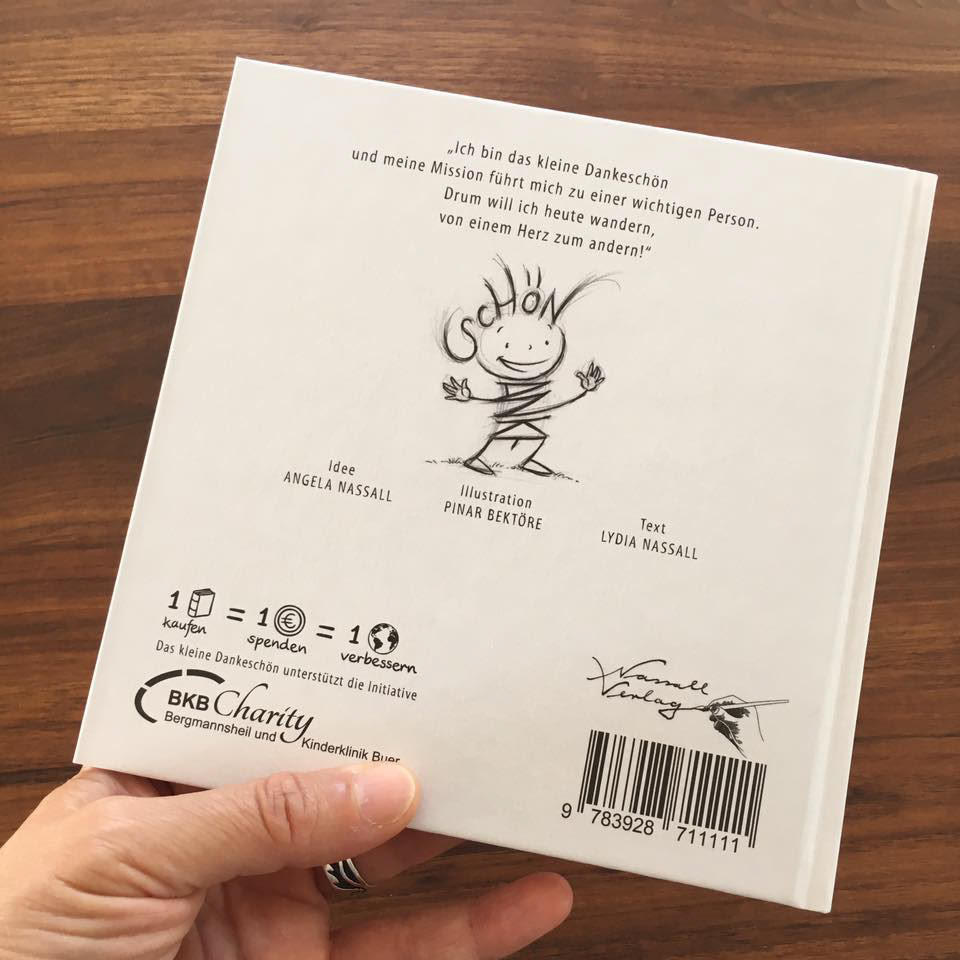 „Ich bin das kleine Dankeschön
und meine Mission führt mich zu einer wichtigen Person.
Drum will ich heute wandern,
von einem Herz zum andern!“
SCHÖN
DANKE
Idee
ANGELA NASSALL
Illustration
PINAR BEKTÖRE
Text
LYDIA NASSALL
1 = 1 € = 1
kaufen spenden verbessern
Das kleine Dankeschön unterstützt die Initiative
BKB Charity
Bergmannsheil und Kinderklinik Buer
Nassall
Verlag
9 783928 711111